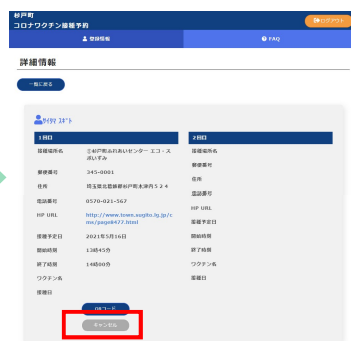 杉戸町
コロナワクチン接種予約
ログアウト
登録情報
FAQ
詳細情報
一覧に戻る
1回目
接種場所名 ①杉戸町ふれあいセンター エコ・スポいずみ
郵便番号 345-0001
住所 埼玉県北葛飾郡杉戸町木津内524
電話番号 0570-021-567
HP URL http://www.town.sugito.lg.jp/cms/page8477.html
接種予定日 2021年5月16日
開始時刻 13時45分
終了時刻 14時00分
ワクチン名
接種日
QRコード
キャンセル
2回目
接種場所名
郵便番号
住所
電話番号
HP URL
接種予定日
開始時刻
終了時刻
ワクチン名
接種日